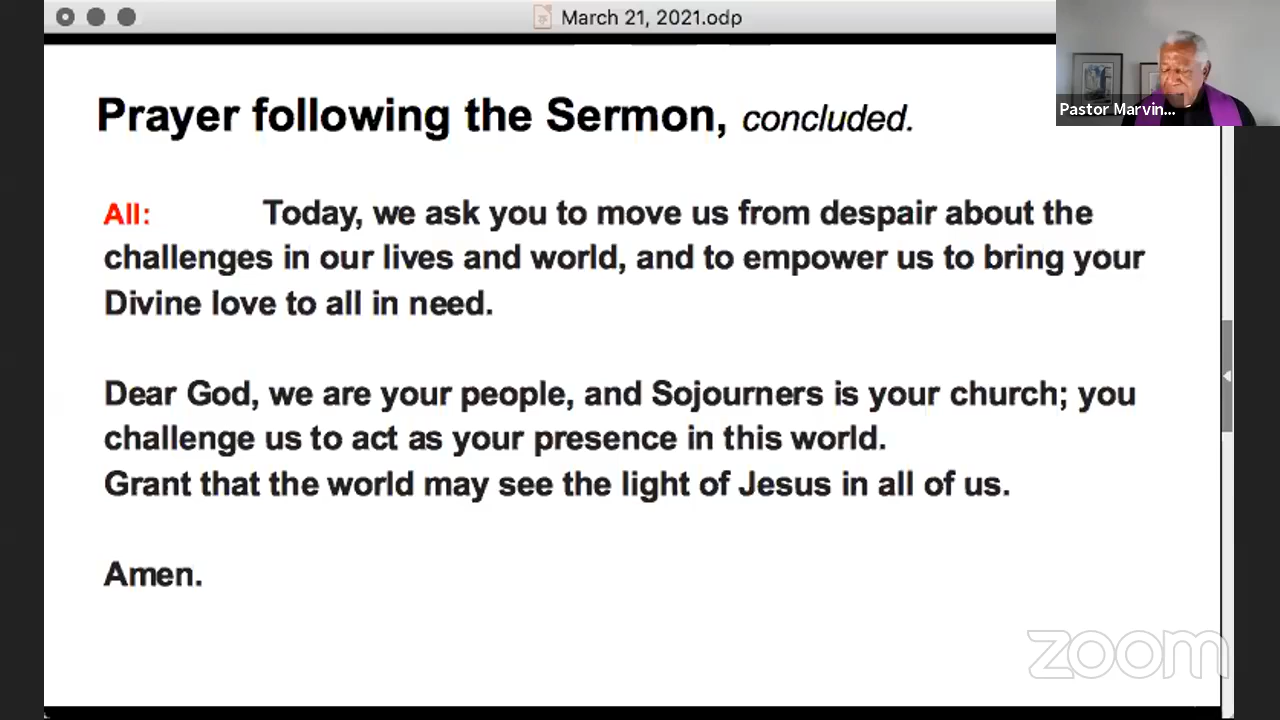 March 21, 2021.odp
Prayer following the Sermon, concluded.
Pastor Marvin...
All: Today, we ask you to move us from despair about the
challenges in our lives and world, and to empower us to bring your
Divine love to all in need.
Dear God, we are your people, and Sojourners is your church; you
challenge us to act as your presence in this world.
Grant that the world may see the light of Jesus in all of us.
Amen.
zoom